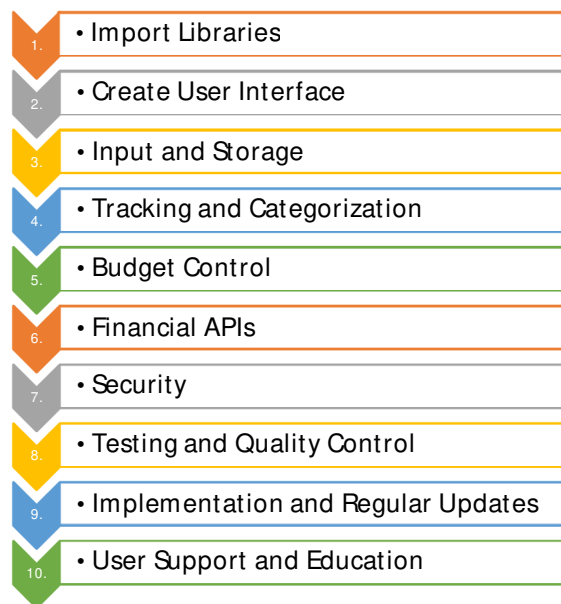 1. • Import Libraries
2. • Create User Interface
3. • Input and Storage
4. • Tracking and Categorization
5. • Budget Control
6. • Financial APIs
7. • Security
8. • Testing and Quality Control
9. • Implementation and Regular Updates
10. • User Support and Education